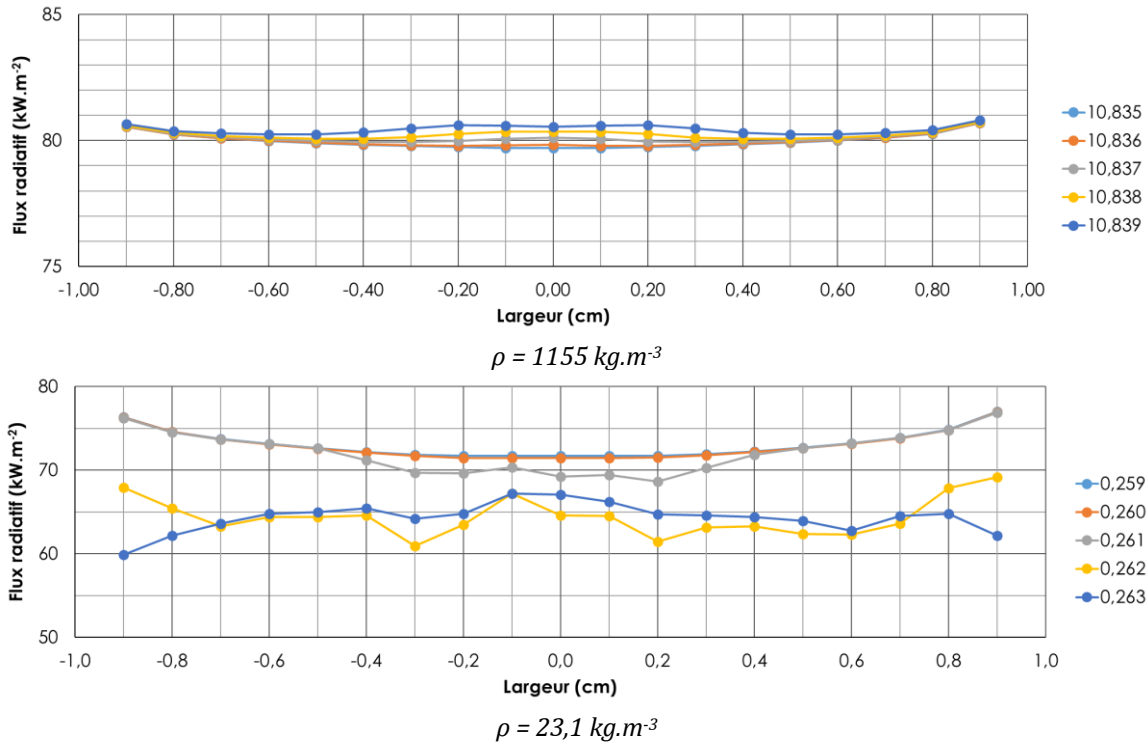 85
80
75
Flux radiatif (kW.m-2)
-1,00 -0,80 -0,60 -0,40 -0,20 0,00 0,20 0,40 0,60 0,80 1,00
Largeur (cm)
10,835
10,836
10,837
10,838
10,839
ρ = 1155 kg.m-3
80
70
60
50
Flux radiatif (kW.m-2)
-1,0 -0,8 -0,6 -0,4 -0,2 0,0 0,2 0,4 0,6 0,8 1,0
Largeur (cm)
0,259
0,260
0,261
0,262
0,263
ρ = 23,1 kg.m-3